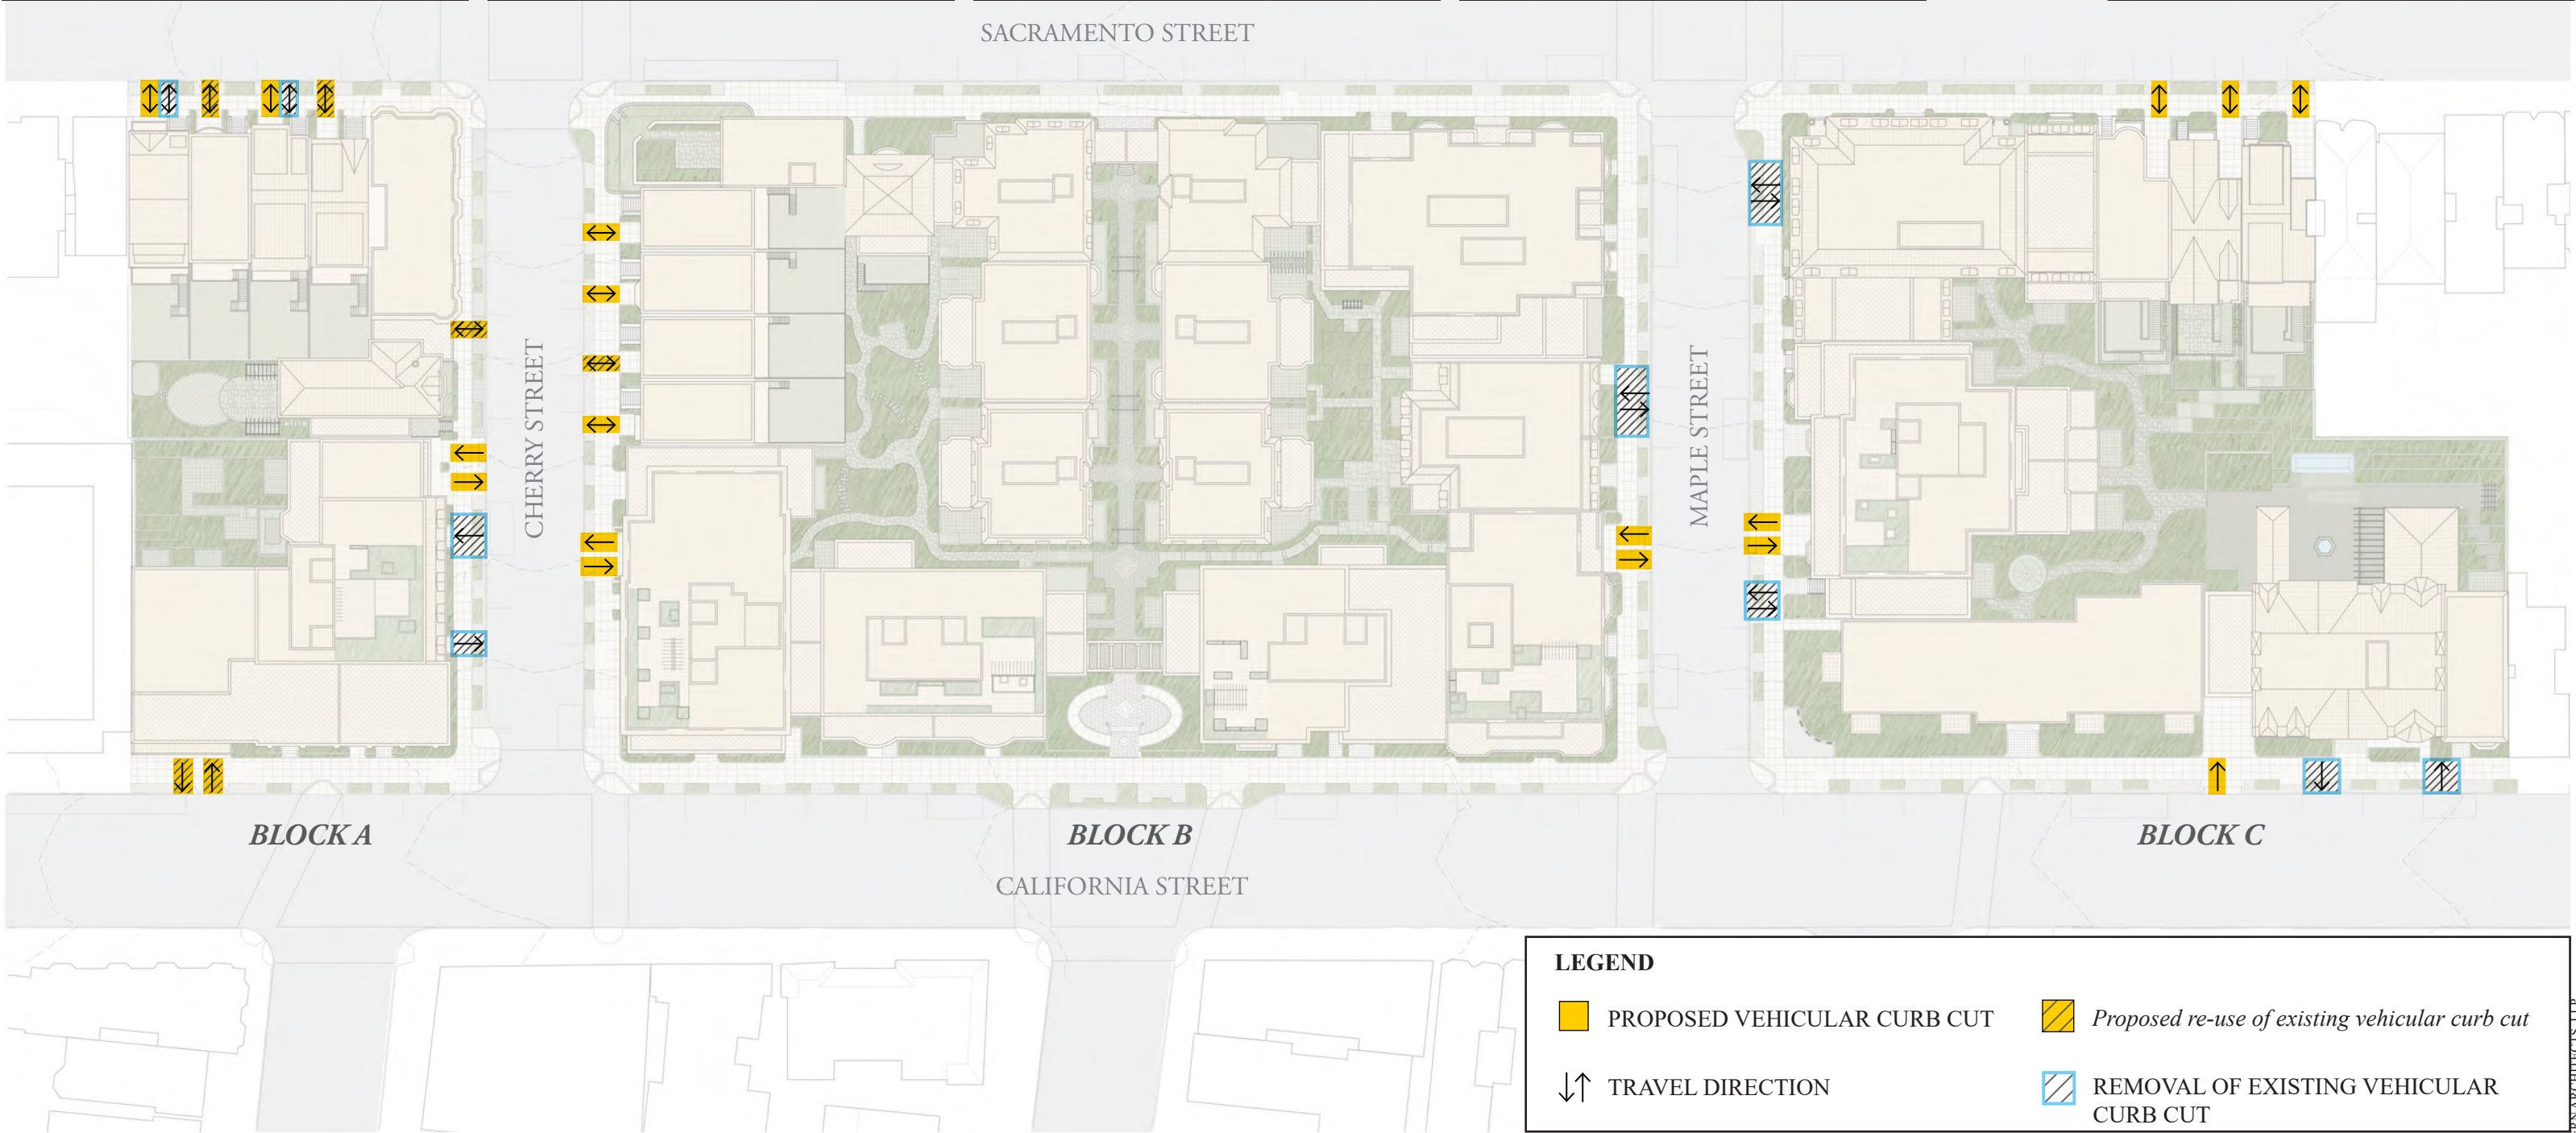 SACRAMENTO STREET
CHERRY STREET
MAPLE STREET
BLOCK A
BLOCK B
BLOCK C
CALIFORNIA STREET
LEGEND
PROPOSED VEHICULAR CURB CUT
Proposed re-use of existing vehicular curb cut
TRAVEL DIRECTION
REMOVAL OF EXISTING VEHICULAR
CURB CUT